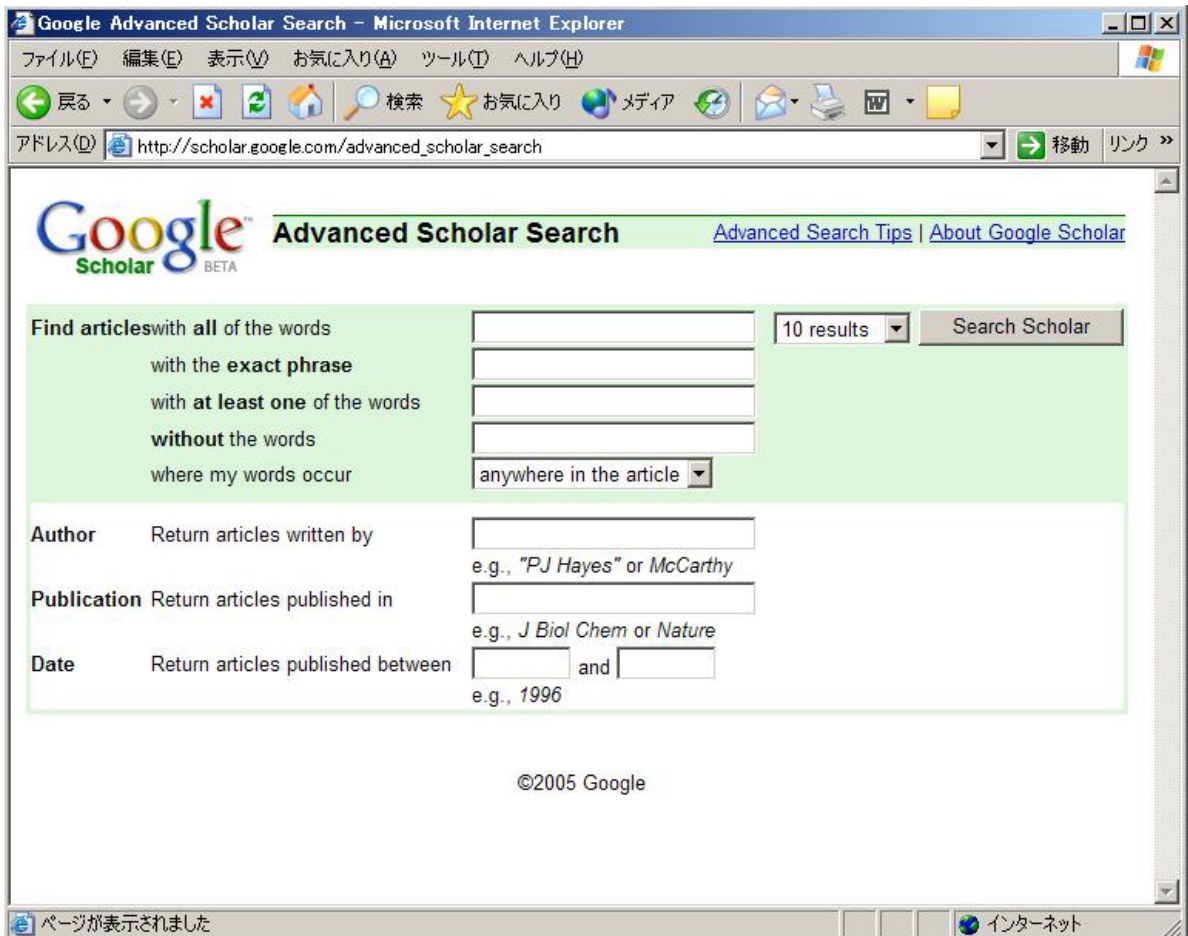 Google Advanced Scholar Search - Microsoft Internet Explorer
ファイル(F) 編集(E) 表示(V) お気に入り(A) ツール(T) ヘルプ(H)
戻る 検索 お気に入り メディア
アドレス(D) http://scholar.google.com/advanced_scholar_search 移動 リンク »
Google™ Advanced Scholar Search Advanced Search Tips | About Google Scholar
Scholar BETA
Find articles with all of the words 10 results Search Scholar
with the exact phrase
with at least one of the words
without the words
where my words occur anywhere in the article
Author Return articles written by
e.g., "PJ Hayes" or McCarthy
Publication Return articles published in
e.g., J Biol Chem or Nature
Date Return articles published between and
e.g., 1996
©2005 Google
ページが表示されました インターネット